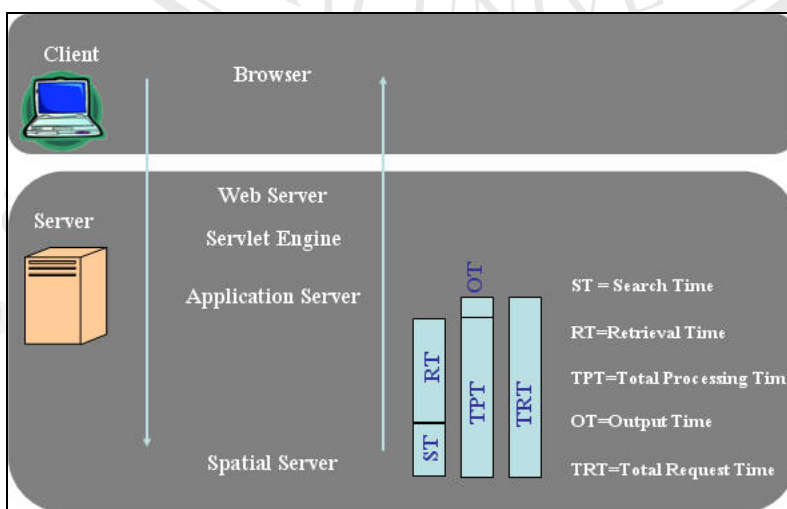 Client
Browser
Web Server
Server
Servlet Engine
Application Server
Spatial Server
OT
RT
ST
TPT
TRT
ST = Search Time
RT=Retrieval Time
TPT=Total Processing Tim
OT=Output Time
TRT=Total Request Time